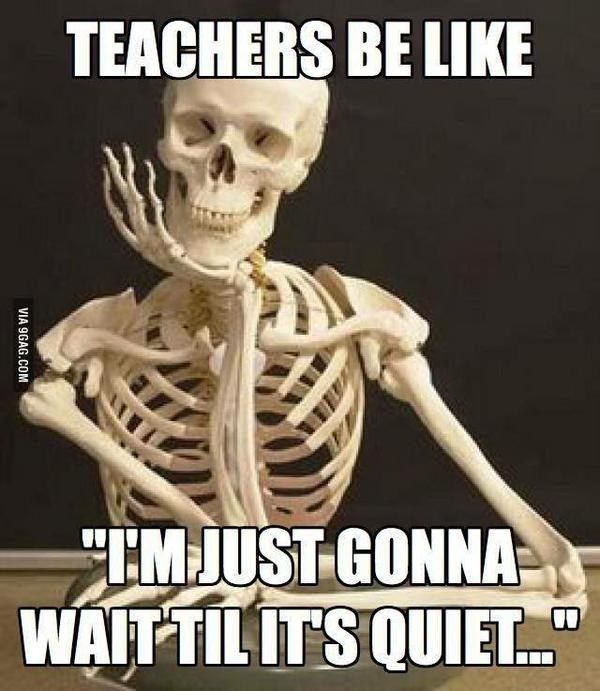 TEACHERS BE LIKE
VIA 9GAG.COM
"I'M JUST GONNA
WAIT TIL IT'S QUIET..."